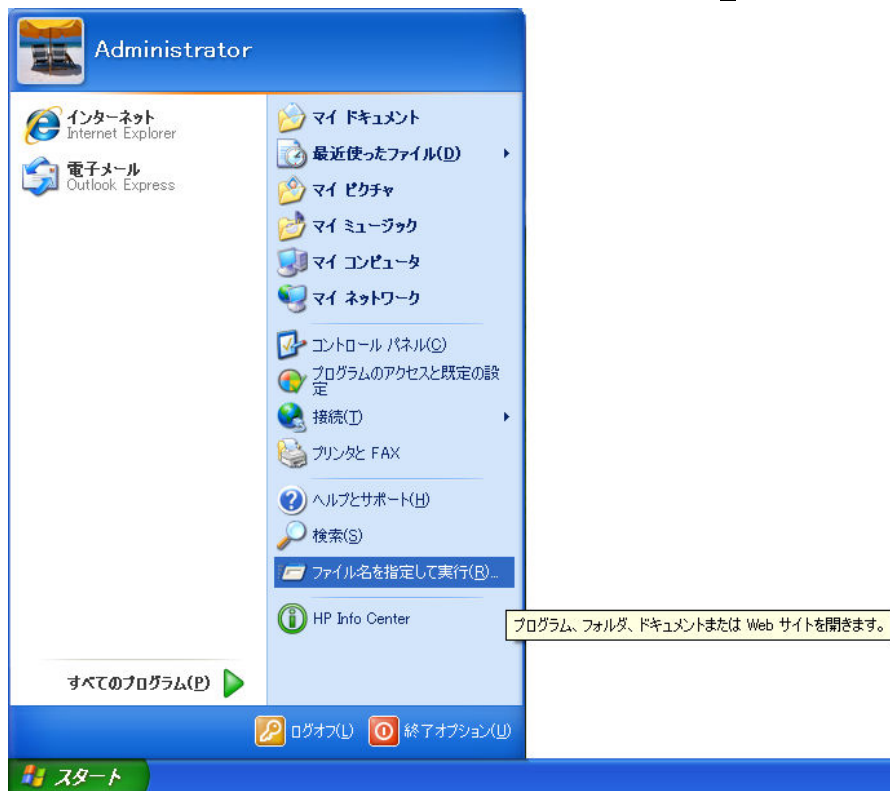 Administrator
インターネット
Internet Explorer
電子メール
Outlook Express
すべてのプログラム(P)
マイ ドキュメント
最近使ったファイル(D)
マイ ピクチャ
マイ ミュージック
マイ コンピュータ
マイ ネットワーク
コントロール パネル(C)
プログラムのアクセスと既定の設
定
接続(T)
プリンタと FAX
ヘルプとサポート(H)
検索(S)
ファイル名を指定して実行(R)...
HP Info Center
プログラム、フォルダ、ドキュメントまたは Web サイトを開きます。
ログオフ(L)
終了オプション(U)
スタート